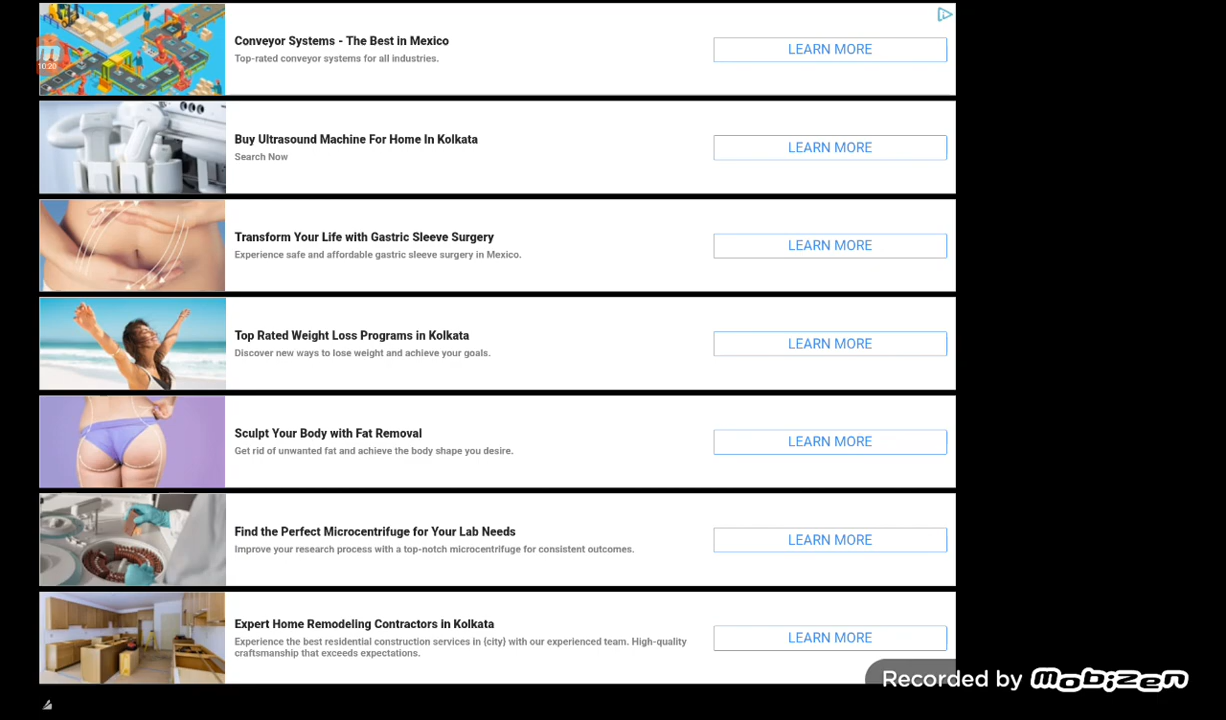 Conveyor Systems - The Best in Mexico
Top-rated conveyor systems for all industries.
LEARN MORE
10:20
Buy Ultrasound Machine For Home In Kolkata
Search Now
LEARN MORE
Transform Your Life with Gastric Sleeve Surgery
Experience safe and affordable gastric sleeve surgery in Mexico.
LEARN MORE
Top Rated Weight Loss Programs in Kolkata
Discover new ways to lose weight and achieve your goals.
LEARN MORE
Sculpt Your Body with Fat Removal
Get rid of unwanted fat and achieve the body shape you desire.
LEARN MORE
Find the Perfect Microcentrifuge for Your Lab Needs
Improve your research process with a top-notch microcentrifuge for consistent outcomes.
LEARN MORE
Expert Home Remodeling Contractors in Kolkata
Experience the best residential construction services in {city} with our experienced team. High-quality
craftsmanship that exceeds expectations.
LEARN MORE
Recorded by mobizen